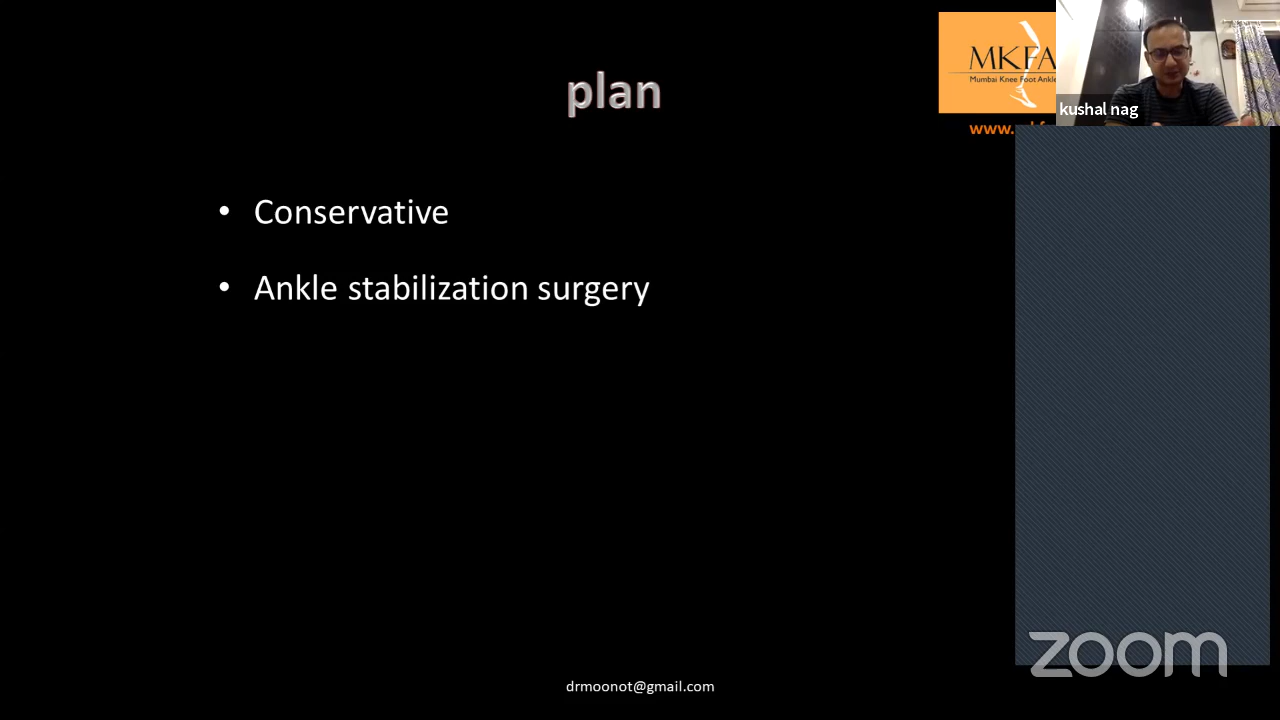 plan
MKFA
Mumbai Knee Foot Ankle
kushal nag
www.
• Conservative
• Ankle stabilization surgery
zoom
drmoonot@gmail.com